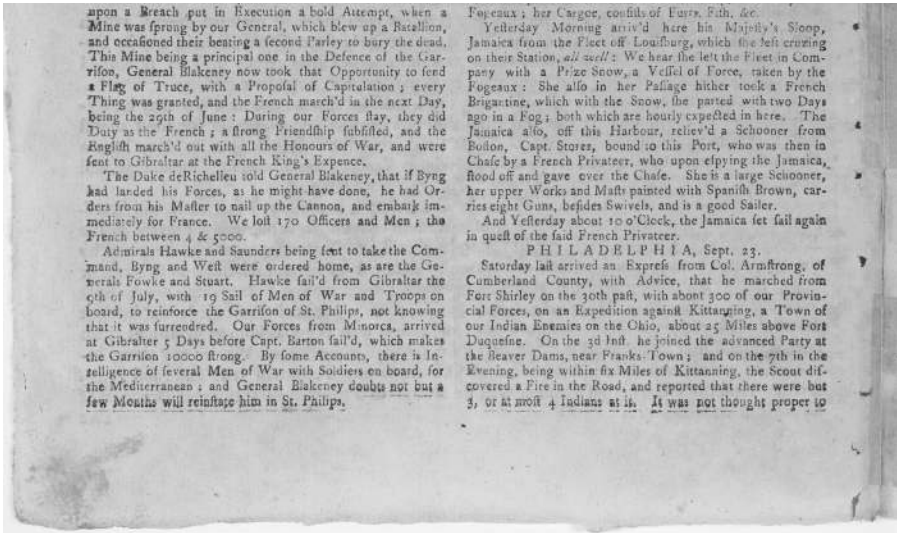 upon a Breach put in Execution a bold Attempt, when a
Mine was sprong by our General, which blew up a Batallion,
and occasioned their beating a second Parley to bury the dead.
This Mine being a principal one in the Defence of the Gar-
rison, General Blakeney now took that Opportunity to send
a Flag of Truce, with a Proposal of Capitulation; every
Thing was granted, and the French march'd in the next Day,
being the 29th of June: During our Forces stay, they did
Duty as the French; a strong Friendship subsisted, and the
English march'd out with all the Honours of War, and were
sent to Gibraltar at the French King's Expence.
The Duke deRichelieu told General Blakeney, that if Byng
had landed his Forces, as he might have done, he had Or-
ders from his Master to nail up the Cannon, and embark im-
mediately for France. We lost 170 Officers and Men; the
French between 4 & 5000.
Admirals Hawke and Saunders being sent to take the Com-
mand, Byng and West were ordered home, as are the Ge-
nerals Fowke and Stuart. Hawke sail'd from Gibraltar the
9th of July, with 19 Sail of Men of War and Troops on
board, to reinforce the Garrison of St. Philips, not knowing
that it was surrendred. Our Forces from Minorca, arrived
at Gibralter 5 Days before Capt. Barton sail'd, which makes
the Garrison 10000 strong. By some Accounts, there is In-
telligence of several Men of War with Soldiers on board, for
the Mediterranean; and General Blakeney doubts not but a
few Months will reinstate him in St. Philips.
Fogeaux; her Cargoe, consists of Furrs, Fish, &c.
Yesterday Morning arriv'd here his Majesty's Sloop,
Jamaica from the Fleet off Louisburg, which she left cruzing
on their Station, all well: We hear she left the Fleet in Com-
pany with a Prize Snow, a Vessel of Force, taken by the
Fogeaux: She also in her Passage hither took a French
Brigantine, which with the Snow, she parted with two Days
ago in a Fog; both which are hourly expected in here. The
Jamaica also, off this Harbour, reliev'd a Schooner from
Boston, Capt. Stores, bound to this Port, who was then in
Chase by a French Privateer, who upon espying the Jamaica,
stood off and gave over the Chase. She is a large Schooner,
her upper Works and Masts painted with Spanish Brown, car-
ries eight Guns, besides Swivels, and is a good Sailer.
And Yesterday about 10 o'Clock, the Jamaica set sail again
in quest of the said French Privateer.
PHILADELPHIA, Sept. 23.
Saturday last arrived an Express from Col. Armstrong, of
Cumberland County, with Advice, that he marched from
Fort Shirley on the 30th past, with about 300 of our Provin-
cial Forces, on an Expedition against Kittanning, a Town of
our Indian Enemies on the Ohio, about 25 Miles above Fort
Duquesne. On the 3d Inst. he joined the advanced Party at
the Beaver Dams, near Franks-Town; and on the 7th in the
Evening, being within six Miles of Kittanning, the Scout dis-
covered a Fire in the Road, and reported that there were but
3, or at most 4 Indians at it. It was not thought proper to